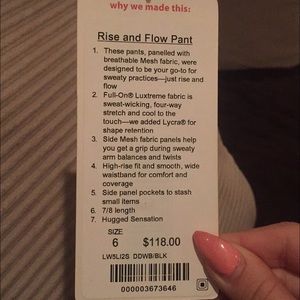 why we made this:
Rise and Flow Pant
1. These pants, panelled with
breathable Mesh fabric, were
designed to be your go-to for
sweaty practices—just rise and
flow
2. Full-On® Luxtreme fabric is
sweat-wicking, four-way
stretch and cool to the
touch—we added Lycra® for
shape retention
3. Side Mesh fabric panels help
you get a grip during sweaty
arm balances and twists
4. High-rise fit and smooth, wide
waistband for comfort and
coverage
5. Side panel pockets to stash
small items
6. 7/8 length
7. Hugged Sensation
SIZE
6 $118.00
LW5LI2S DDWB/BLK
000003673646